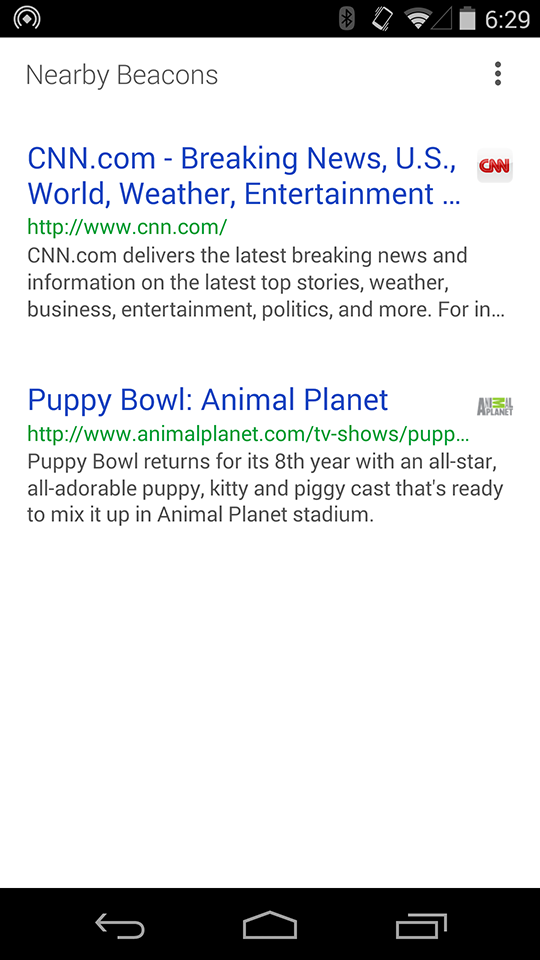 6:29
Nearby Beacons
CNN.com - Breaking News, U.S.,
World, Weather, Entertainment ...
CNN
http://www.cnn.com/
CNN.com delivers the latest breaking news and
information on the latest top stories, weather,
business, entertainment, politics, and more. For in...
Puppy Bowl: Animal Planet
ANIMAL
PLANET
http://www.animalplanet.com/tv-shows/pupp...
Puppy Bowl returns for its 8th year with an all-star,
all-adorable puppy, kitty and piggy cast that's ready
to mix it up in Animal Planet stadium.